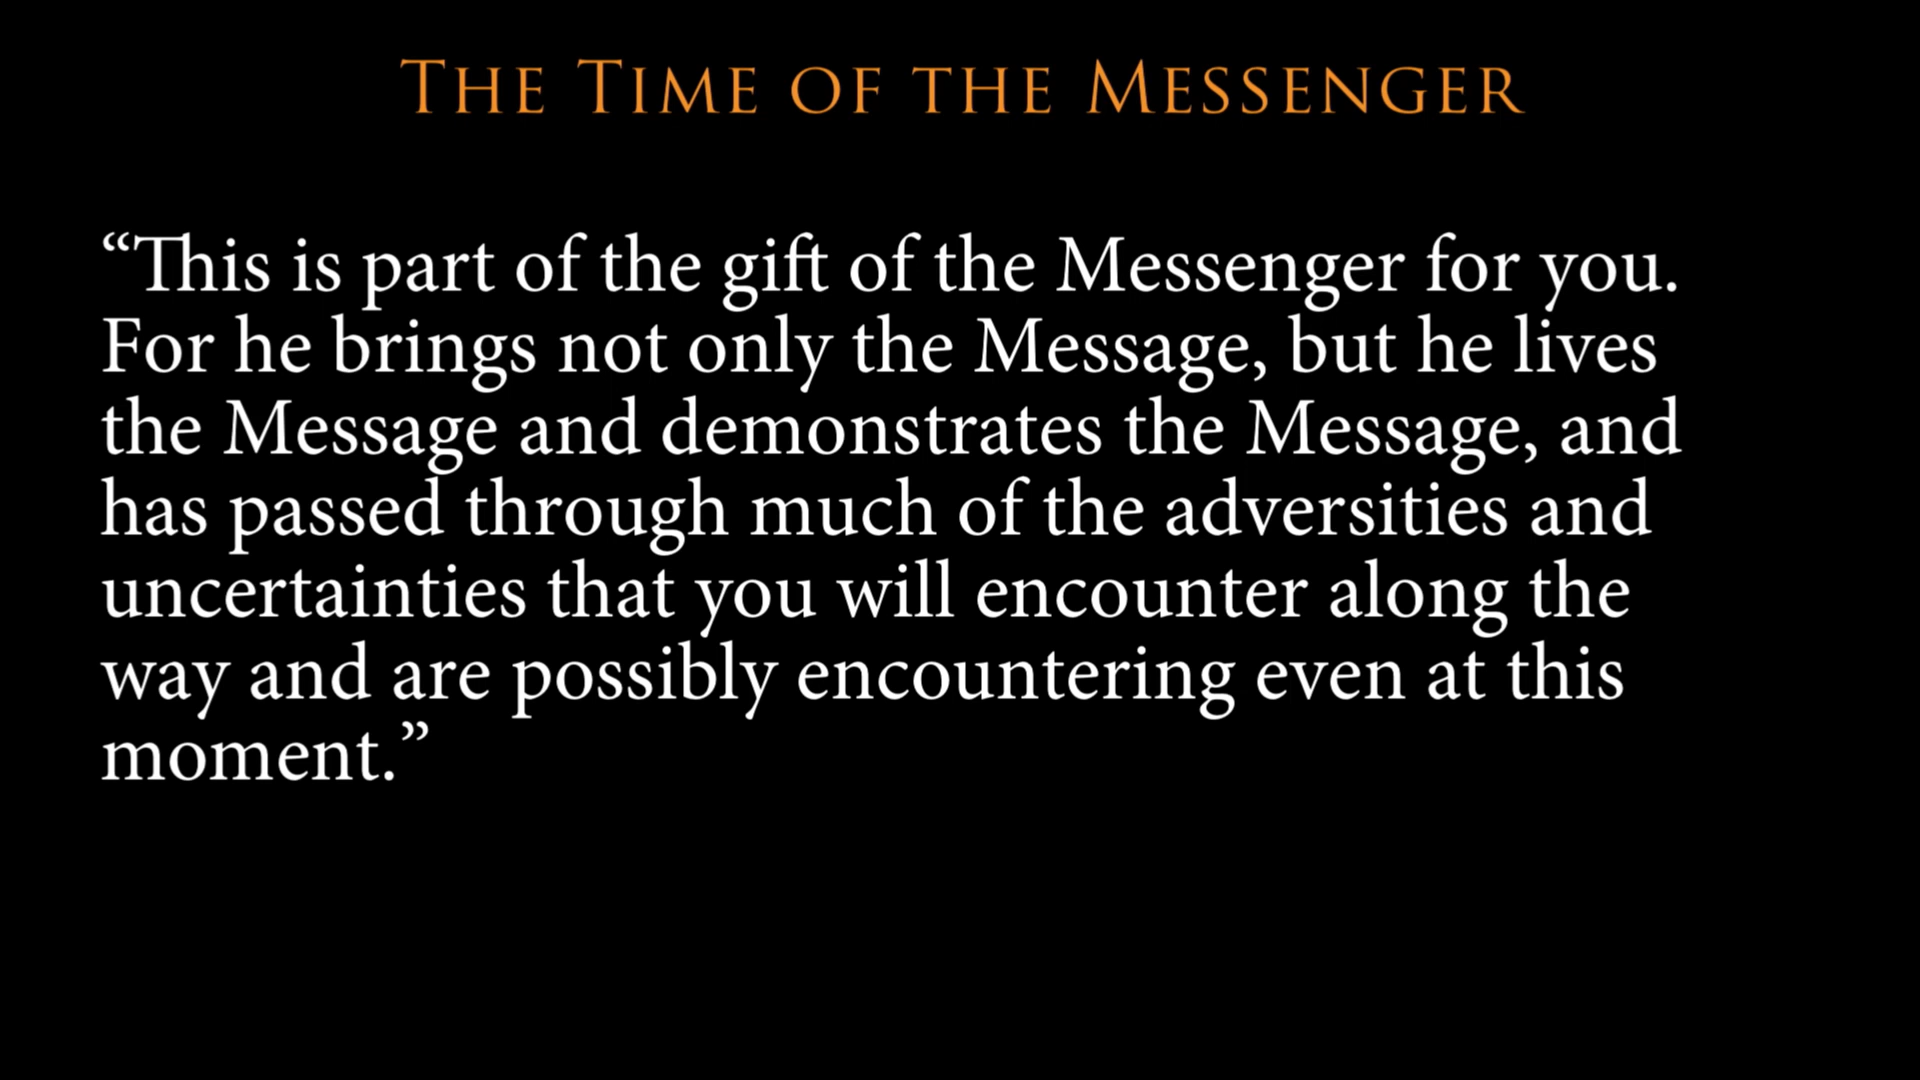 The Time of the Messenger
“This is part of the gift of the Messenger for you.
For he brings not only the Message, but he lives
the Message and demonstrates the Message, and
has passed through much of the adversities and
uncertainties that you will encounter along the
way and are possibly encountering even at this
moment.”